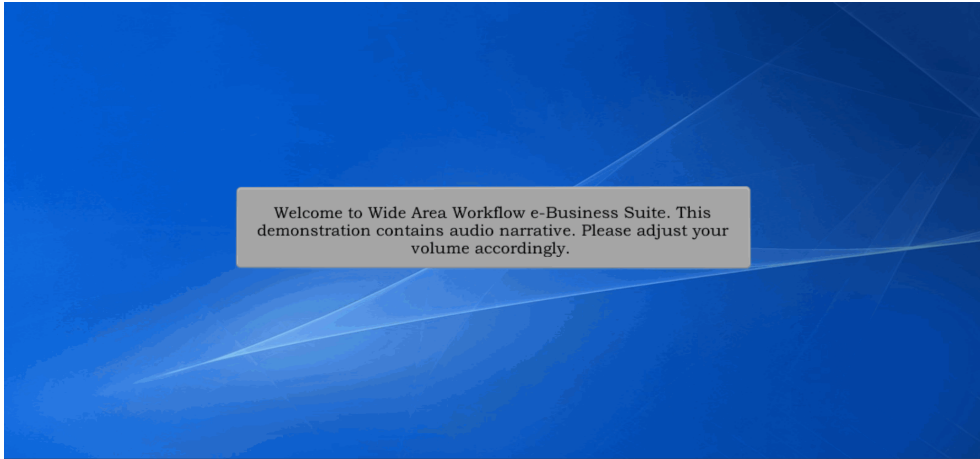 Welcome to Wide Area Workflow e-Business Suite. This
demonstration contains audio narrative. Please adjust your
volume accordingly.